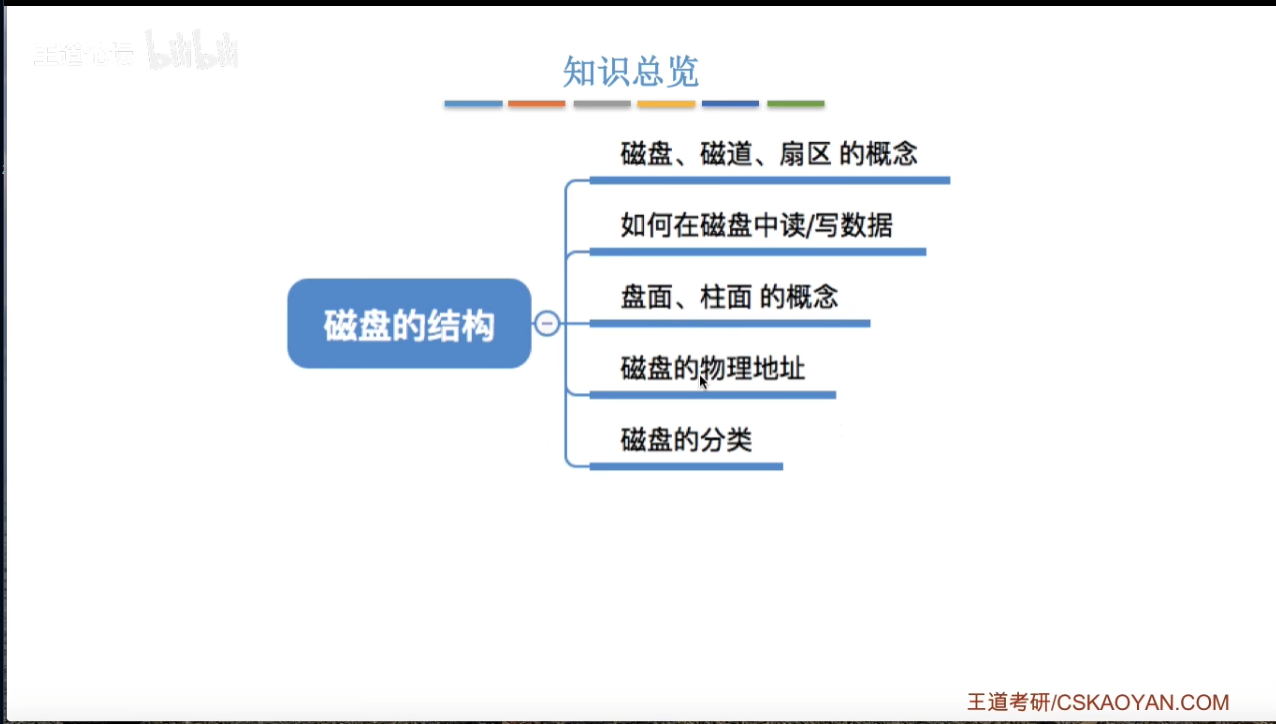 王道论坛 bilibili
知识总览
磁盘、磁道、扇区 的概念
如何在磁盘中读/写数据
盘面、柱面 的概念
磁盘的结构
磁盘的物理地址
磁盘的分类
王道考研/CSKAOYAN.COM